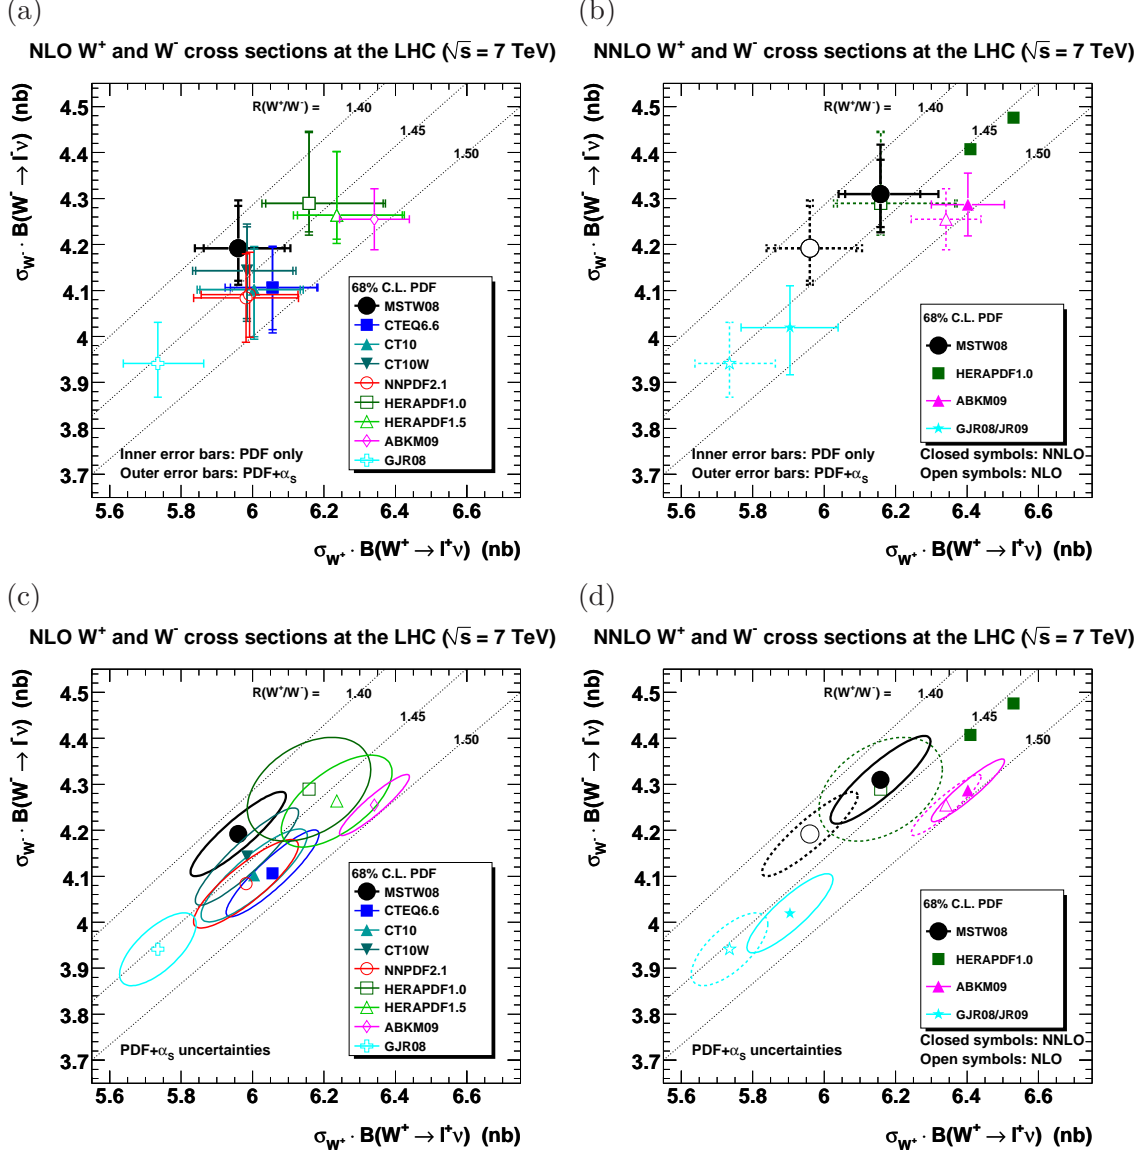 (a)
NLO W⁺ and W⁻ cross sections at the LHC (√s = 7 TeV)
σ_W⁻ · B(W⁻ → l⁻ν) (nb)
4.5
4.4
4.3
4.2
4.1
4
3.9
3.8
3.7
R(W⁺/W⁻) =
1.40
1.45
1.50
68% C.L. PDF
MSTW08
CTEQ6.6
CT10
CT10W
NNPDF2.1
HERAPDF1.0
HERAPDF1.5
ABKM09
GJR08
Inner error bars: PDF only
Outer error bars: PDF+α_S
5.6 5.8 6 6.2 6.4 6.6
σ_W⁺ · B(W⁺ → l⁺ν) (nb)
(b)
NNLO W⁺ and W⁻ cross sections at the LHC (√s = 7 TeV)
σ_W⁻ · B(W⁻ → l⁻ν) (nb)
4.5
4.4
4.3
4.2
4.1
4
3.9
3.8
3.7
R(W⁺/W⁻) =
1.40
1.45
1.50
68% C.L. PDF
MSTW08
HERAPDF1.0
ABKM09
GJR08/JR09
Inner error bars: PDF only
Outer error bars: PDF+α_S
Closed symbols: NNLO
Open symbols: NLO
5.6 5.8 6 6.2 6.4 6.6
σ_W⁺ · B(W⁺ → l⁺ν) (nb)
(c)
NLO W⁺ and W⁻ cross sections at the LHC (√s = 7 TeV)
σ_W⁻ · B(W⁻ → l⁻ν) (nb)
4.5
4.4
4.3
4.2
4.1
4
3.9
3.8
3.7
R(W⁺/W⁻) =
1.40
1.45
1.50
68% C.L. PDF
MSTW08
CTEQ6.6
CT10
CT10W
NNPDF2.1
HERAPDF1.0
HERAPDF1.5
ABKM09
GJR08
PDF+α_S uncertainties
5.6 5.8 6 6.2 6.4 6.6
σ_W⁺ · B(W⁺ → l⁺ν) (nb)
(d)
NNLO W⁺ and W⁻ cross sections at the LHC (√s = 7 TeV)
σ_W⁻ · B(W⁻ → l⁻ν) (nb)
4.5
4.4
4.3
4.2
4.1
4
3.9
3.8
3.7
R(W⁺/W⁻) =
1.40
1.45
1.50
68% C.L. PDF
MSTW08
HERAPDF1.0
ABKM09
GJR08/JR09
PDF+α_S uncertainties
Closed symbols: NNLO
Open symbols: NLO
5.6 5.8 6 6.2 6.4 6.6
σ_W⁺ · B(W⁺ → l⁺ν) (nb)